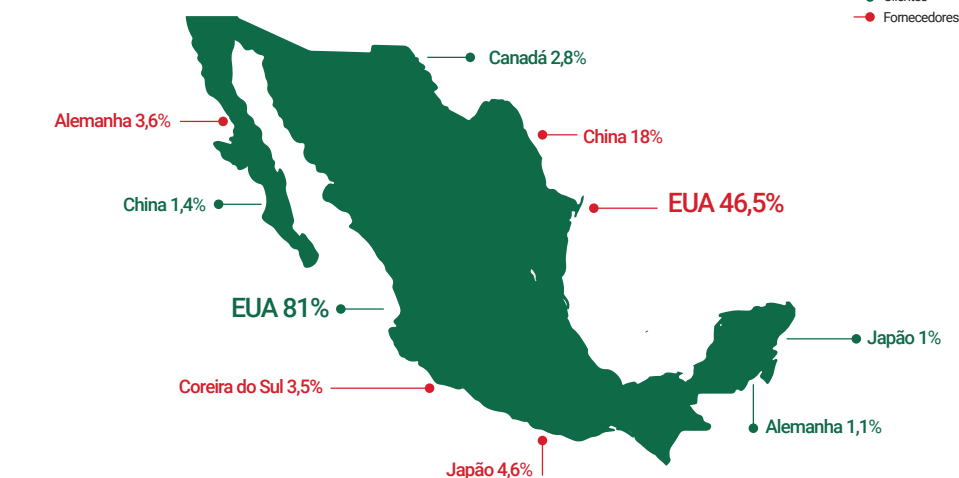 Fornecedores
Canadá 2,8%
Alemanha 3,6%
China 18%
China 1,4%
EUA 46,5%
EUA 81%
Japão 1%
Coreira do Sul 3,5%
Alemanha 1,1%
Japão 4,6%